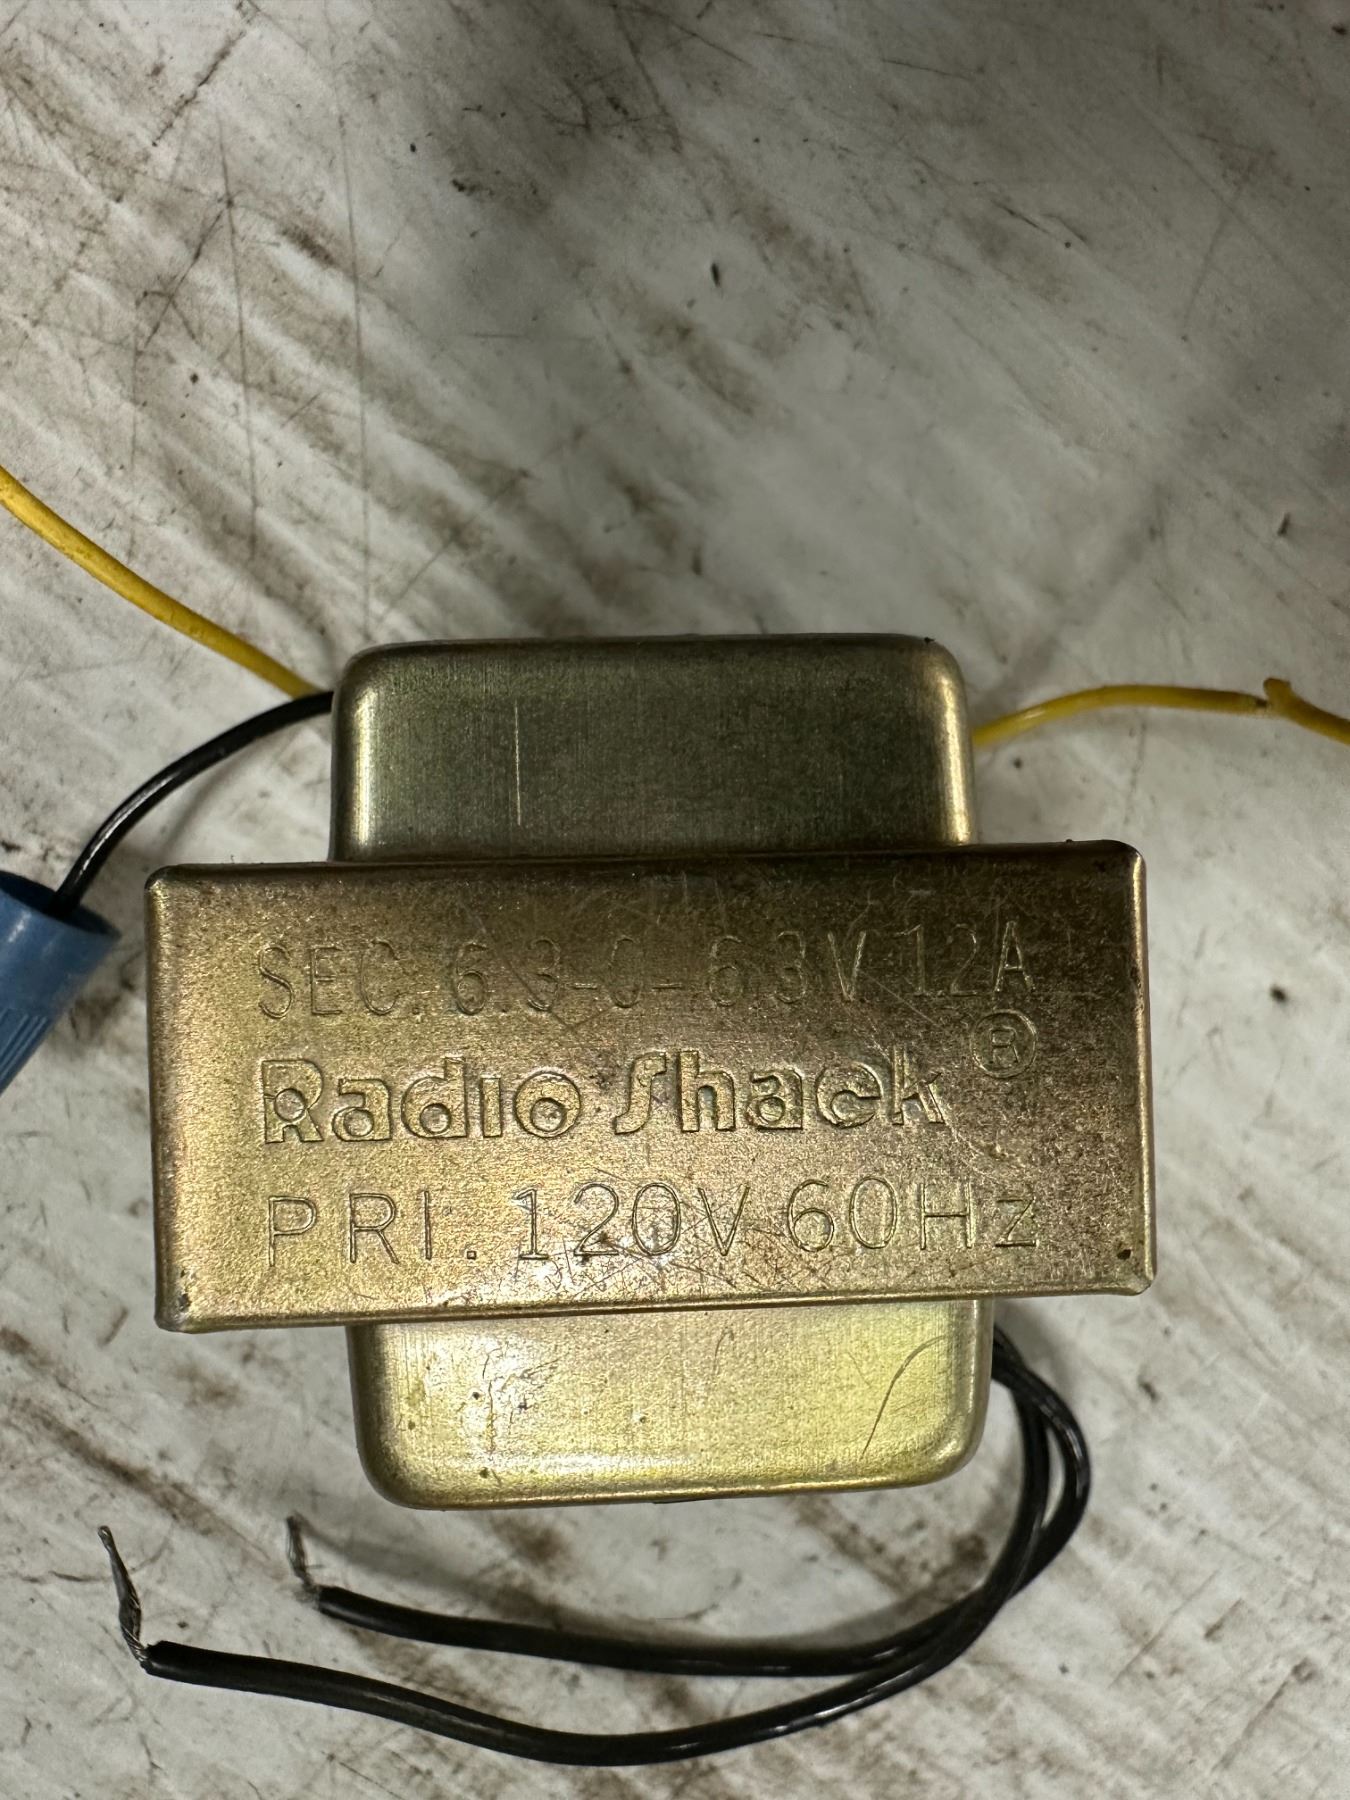 SEC. 6.3-0-6.3V 1.2A
Radio Shack ®
PRI. 120V 60Hz